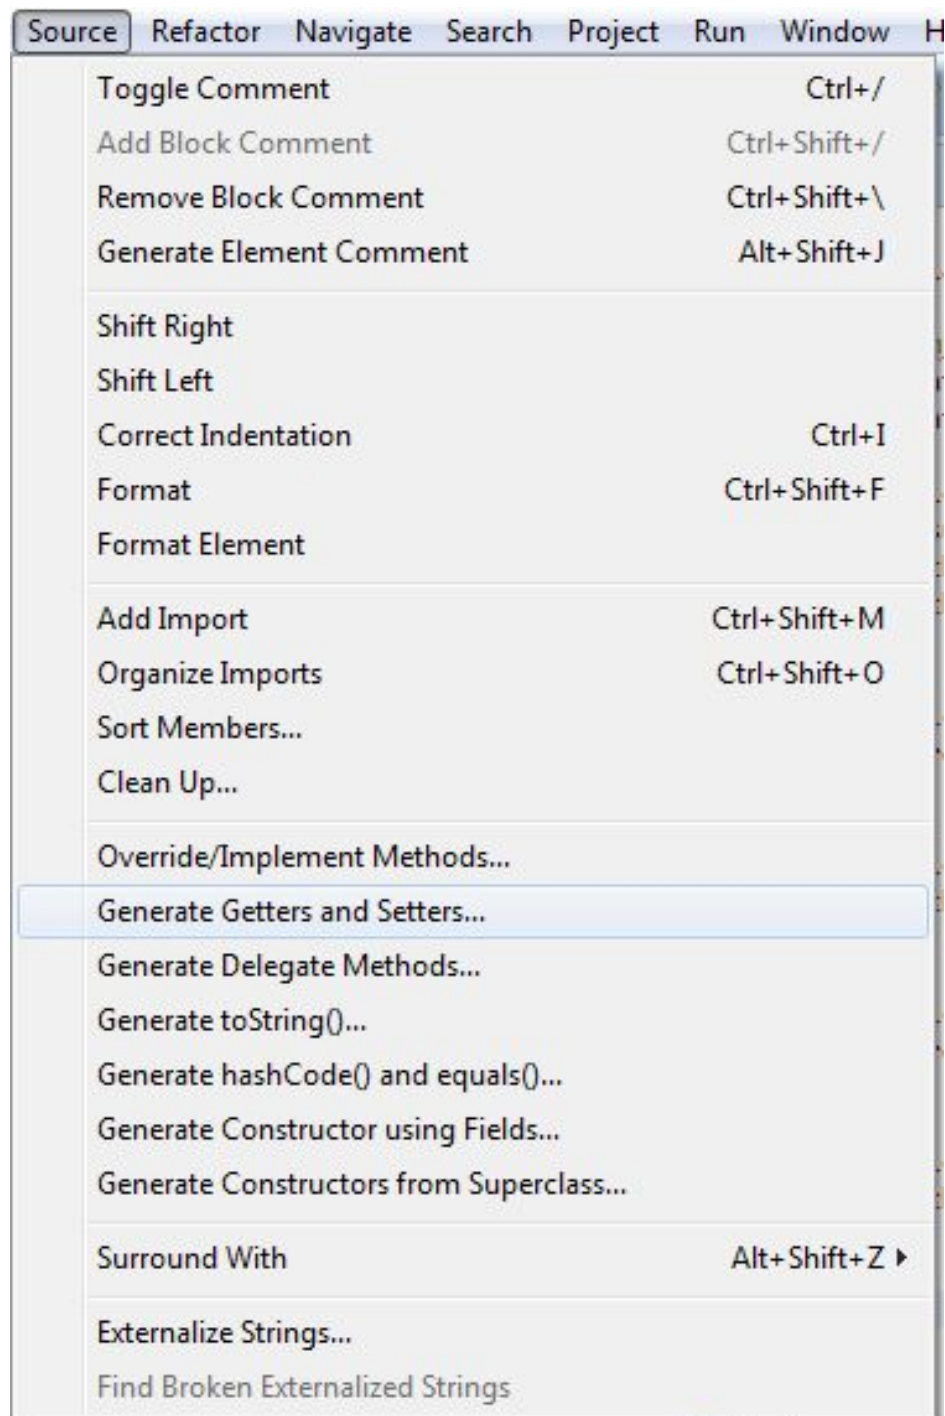 Source Refactor Navigate Search Project Run Window H
Toggle Comment Ctrl+/
Add Block Comment Ctrl+Shift+/
Remove Block Comment Ctrl+Shift+\
Generate Element Comment Alt+Shift+J
Shift Right
Shift Left
Correct Indentation Ctrl+I
Format Ctrl+Shift+F
Format Element
Add Import Ctrl+Shift+M
Organize Imports Ctrl+Shift+O
Sort Members...
Clean Up...
Override/Implement Methods...
Generate Getters and Setters...
Generate Delegate Methods...
Generate toString()...
Generate hashCode() and equals()...
Generate Constructor using Fields...
Generate Constructors from Superclass...
Surround With Alt+Shift+Z
Externalize Strings...
Find Broken Externalized Strings